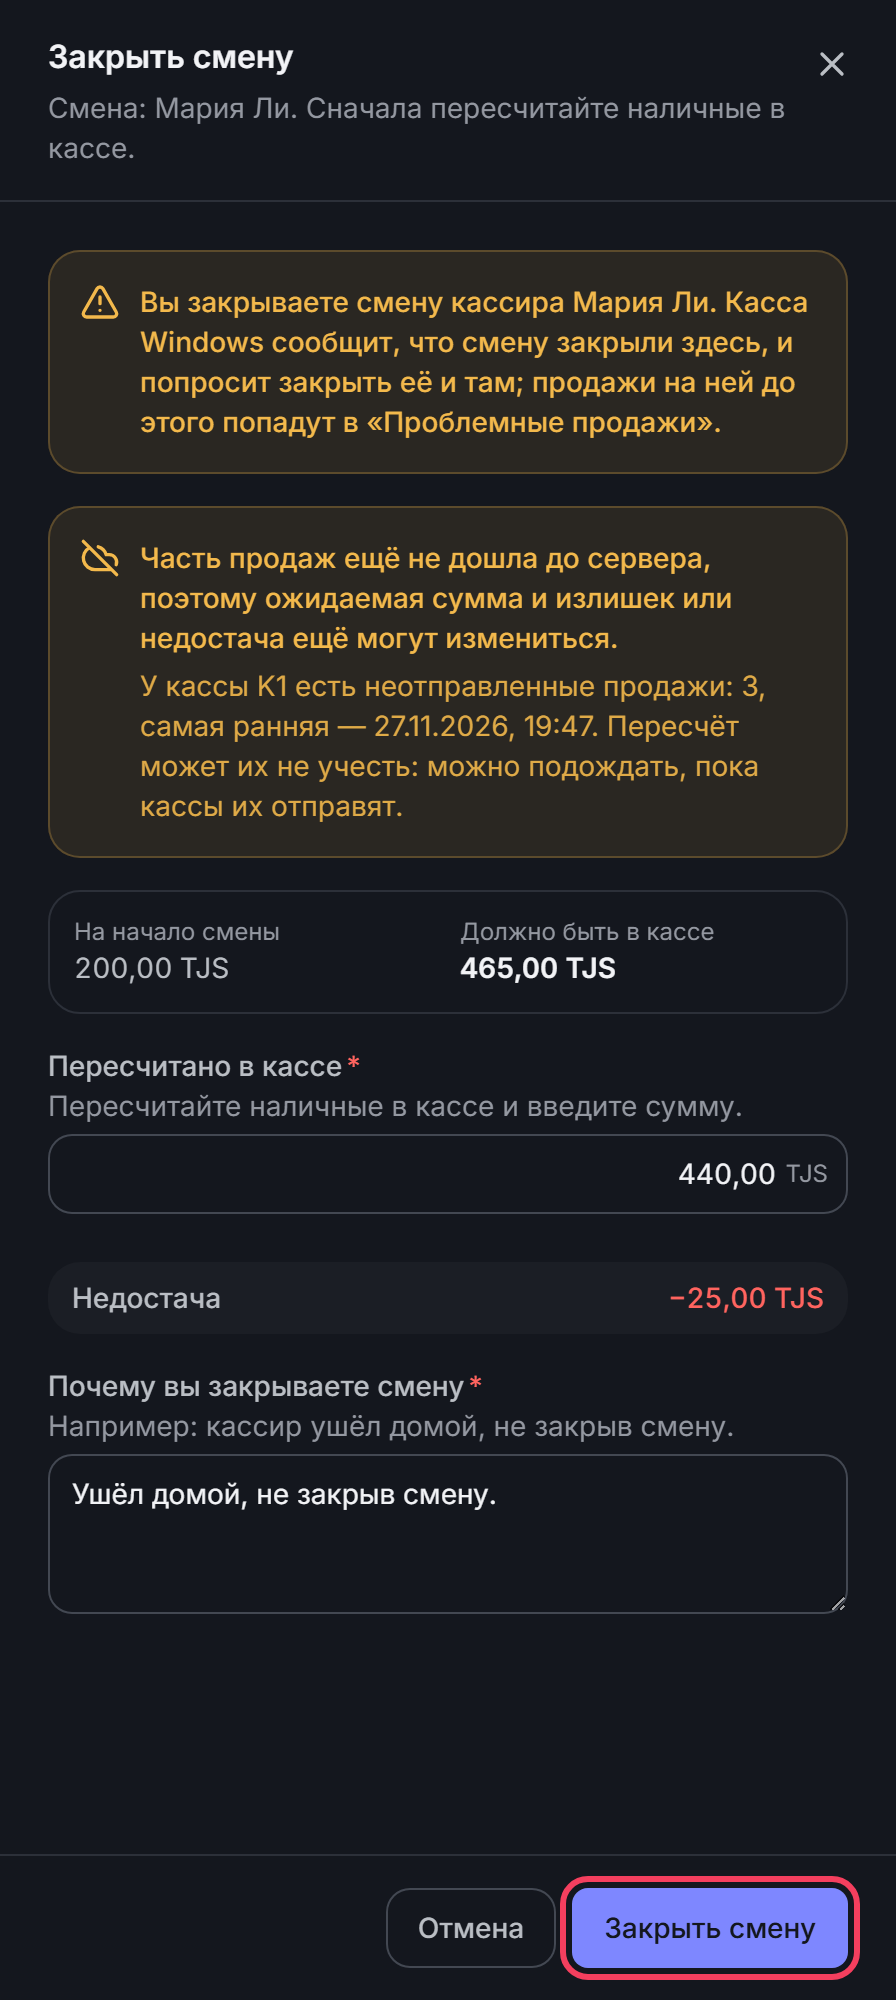 Закрыть смену
Смена: Мария Ли. Сначала пересчитайте наличные в
кассе.
Вы закрываете смену кассира Мария Ли. Касса
Windows сообщит, что смену закрыли здесь, и
попросит закрыть её и там; продажи на ней до
этого попадут в «Проблемные продажи».
Часть продаж ещё не дошла до сервера,
поэтому ожидаемая сумма и излишек или
недостача ещё могут измениться.
У кассы K1 есть неотправленные продажи: 3,
самая ранняя — 27.11.2026, 19:47. Пересчёт
может их не учесть: можно подождать, пока
кассы их отправят.
На начало смены
200,00 TJS
Должно быть в кассе
465,00 TJS
Пересчитано в кассе*
Пересчитайте наличные в кассе и введите сумму.
440,00 TJS
Недостача −25,00 TJS
Почему вы закрываете смену*
Например: кассир ушёл домой, не закрыв смену.
Ушёл домой, не закрыв смену.
Отмена Закрыть смену